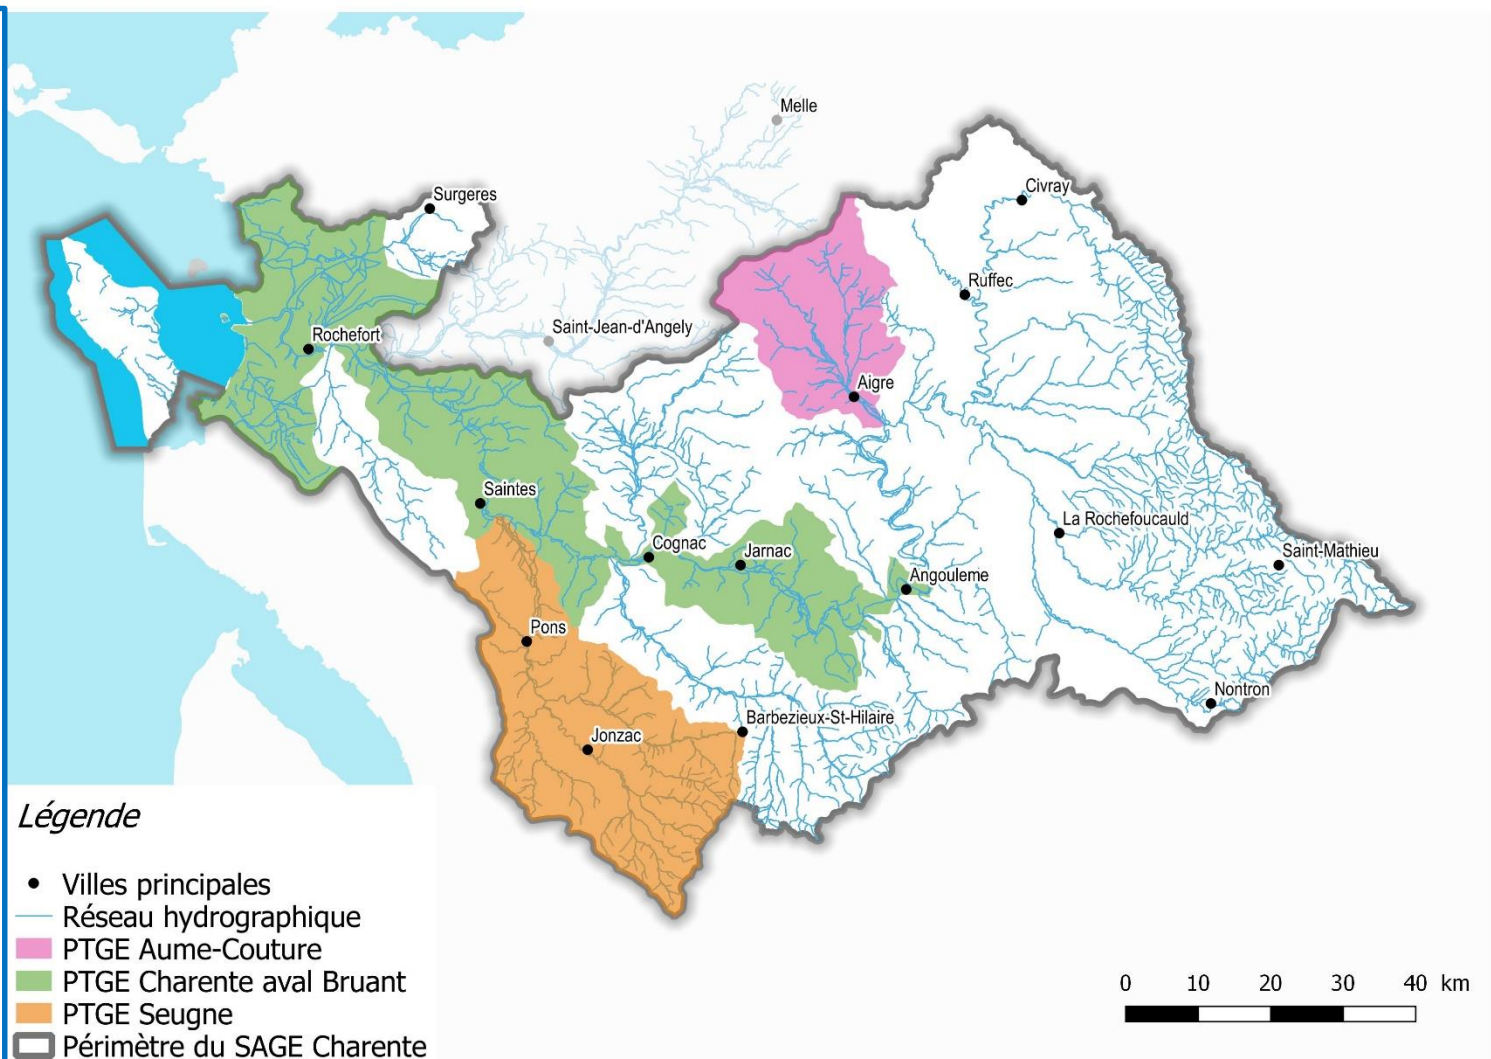 Melle
Surgeres
Civray
Ruffec
Saint-Jean-d'Angely
Rochefort
Aigre
Saintes
La Rochefoucauld
Cognac
Jarnac
Saint-Mathieu
Angouleme
Pons
Nontron
Barbezieux-St-Hilaire
Jonzac
Légende
Villes principales
Réseau hydrographique
PTGE Aume-Couture
PTGE Charente aval Bruant
PTGE Seugne
Périmètre du SAGE Charente
0 10 20 30 40 km